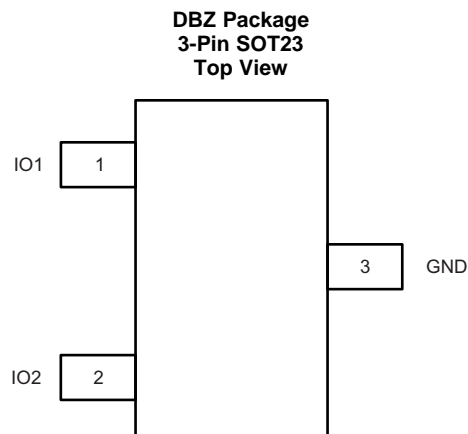 DBZ Package
3-Pin SOT23
Top View
IO1 1
3 GND
IO2 2